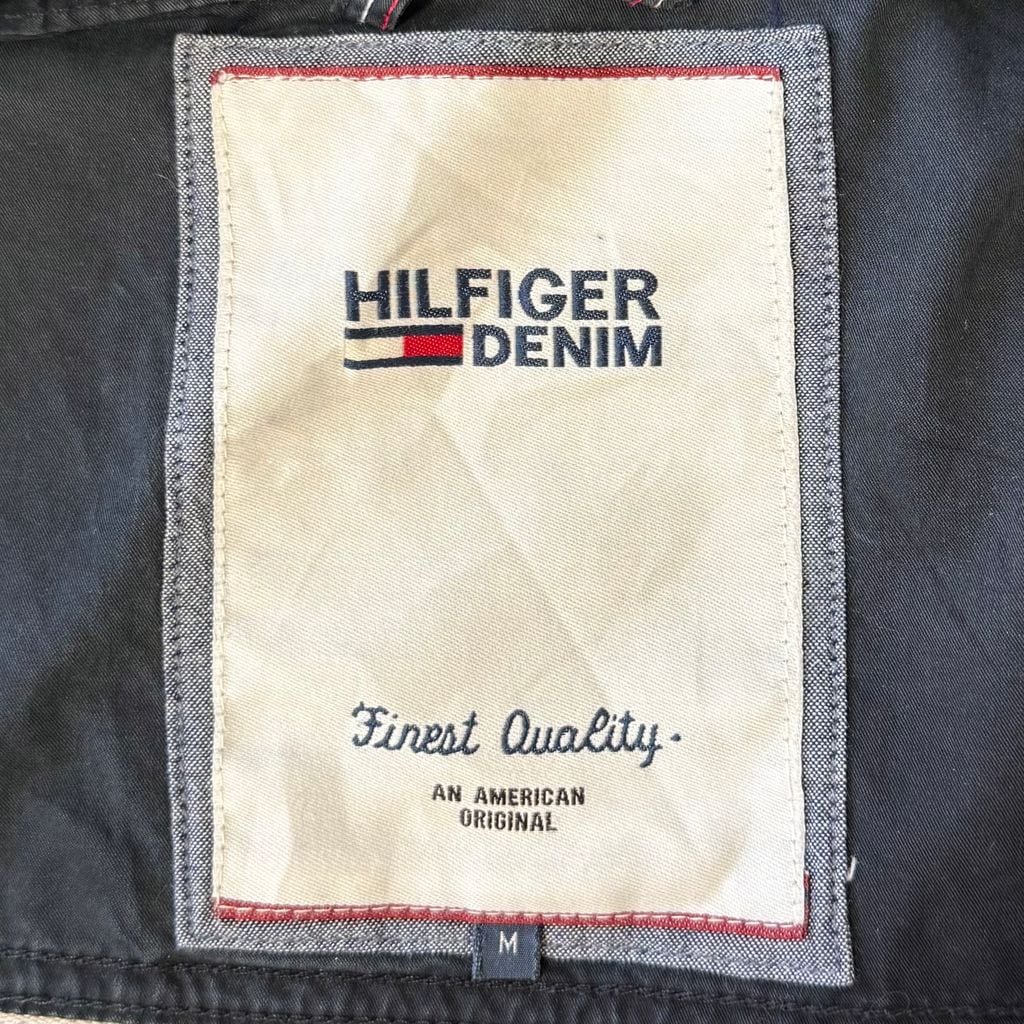 HILFIGER
DENIM
Finest Quality.
AN AMERICAN
ORIGINAL
M